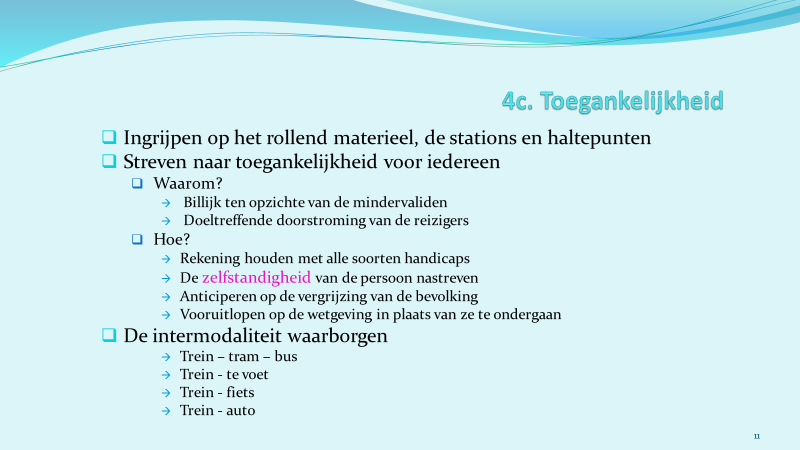 4c. Toegankelijkheid
Ingrijpen op het rollend materieel, de stations en haltepunten
Streven naar toegankelijkheid voor iedereen
Waarom?
Billijk ten opzichte van de mindervaliden
Doeltreffende doorstroming van de reizigers
Hoe?
Rekening houden met alle soorten handicaps
De zelfstandigheid van de persoon nastreven
Anticiperen op de vergrijzing van de bevolking
Vooruitlopen op de wetgeving in plaats van ze te ondergaan
De intermodaliteit waarborgen
Trein – tram – bus
Trein - te voet
Trein - fiets
Trein - auto
11